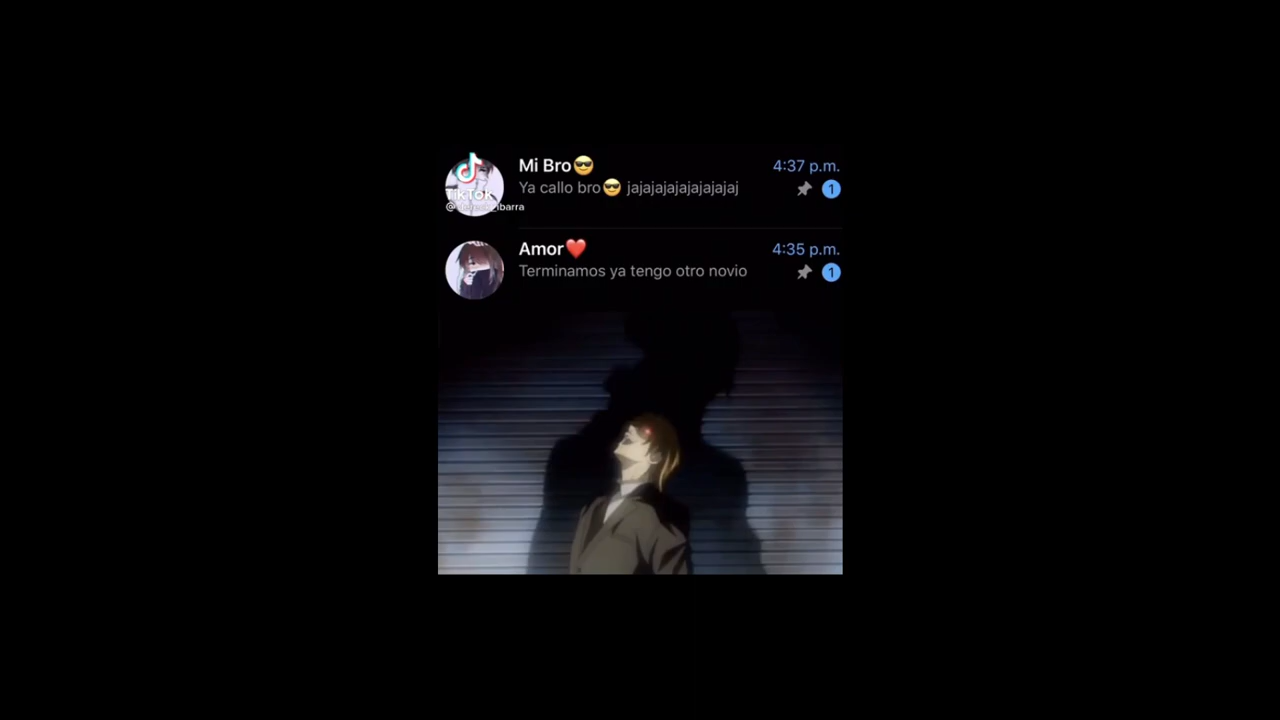 Mi Bro😎
4:37 p.m.
Ya callo bro😎 jajajajajajajajaj
1
TikTok
Amor❤️
4:35 p.m.
Terminamos ya tengo otro novio
1